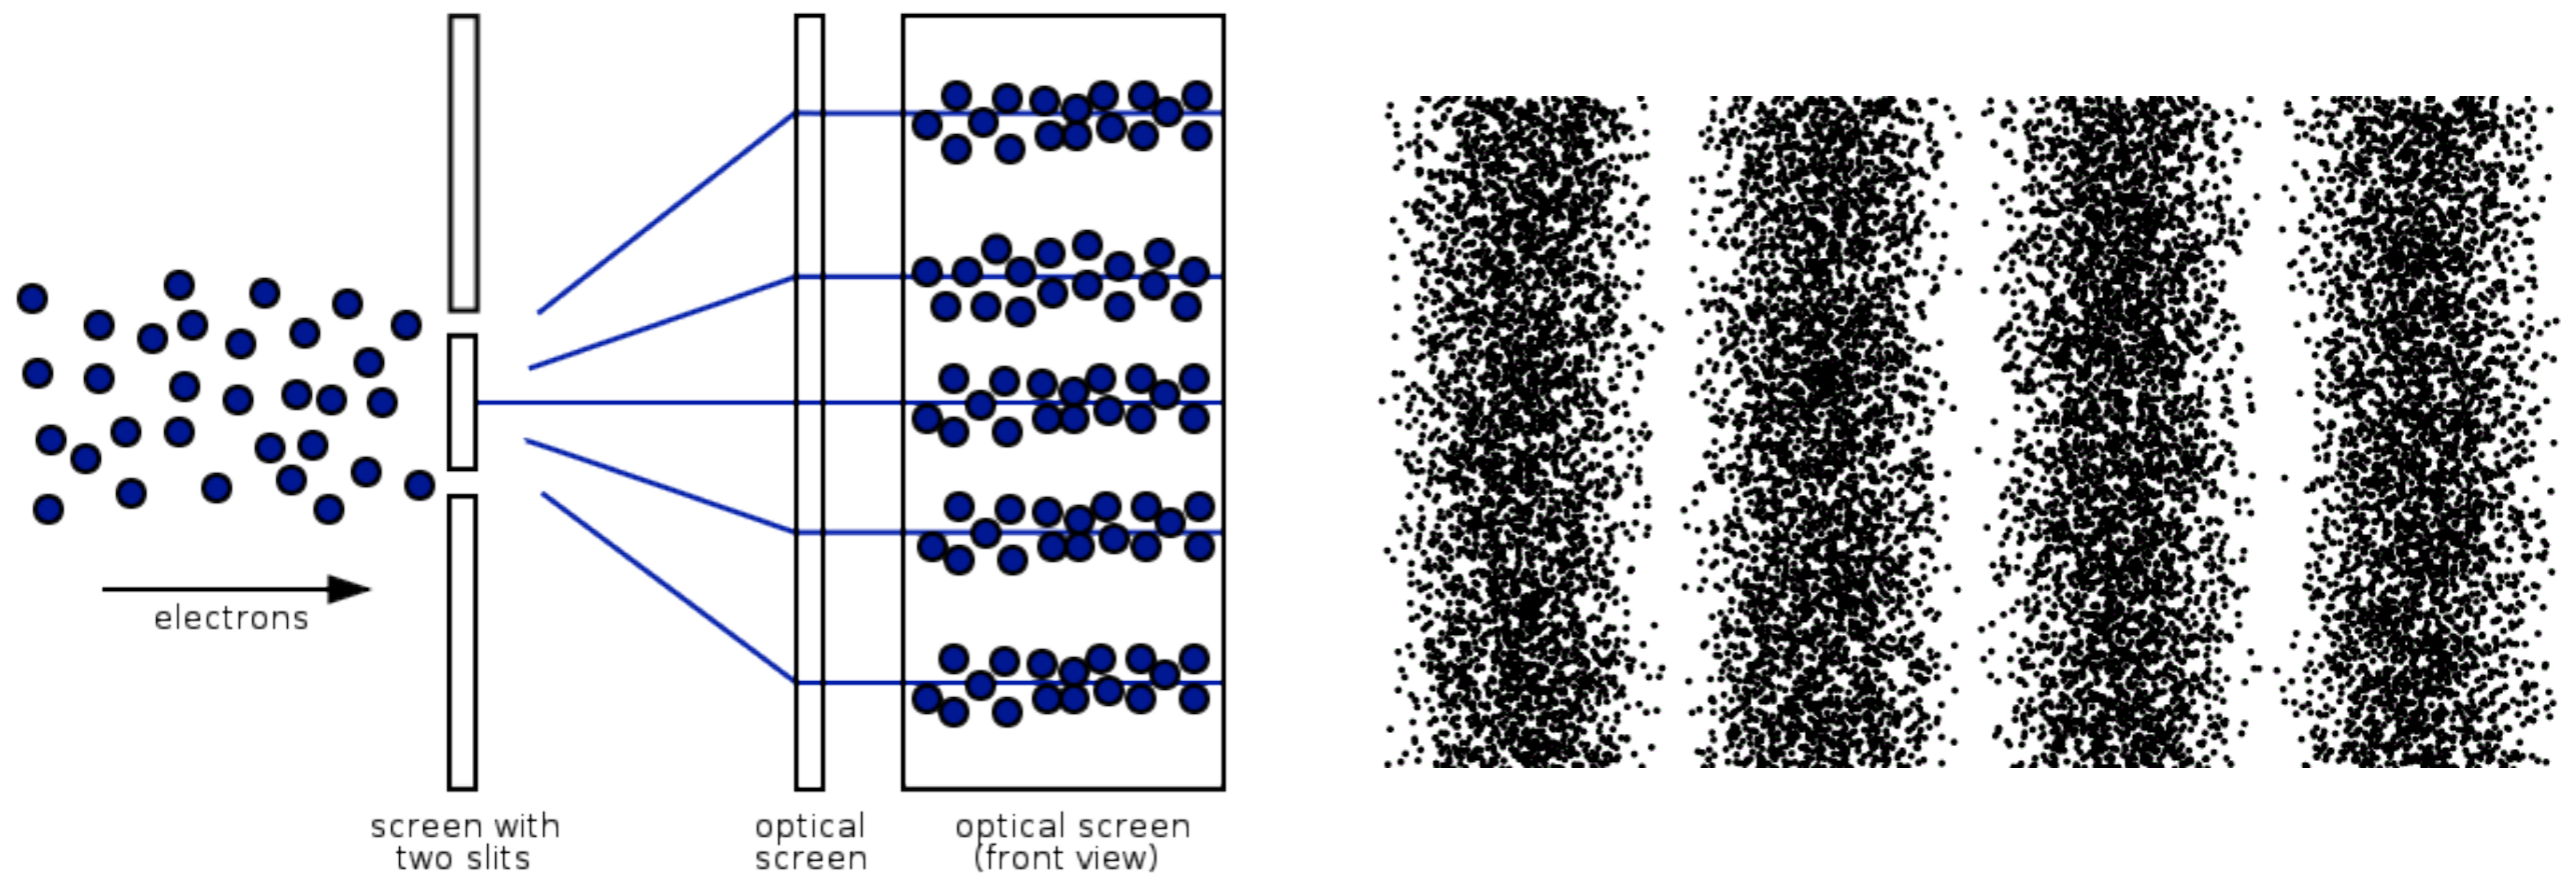 electrons
screen with
two slits
optical
screen
optical screen
(front view)